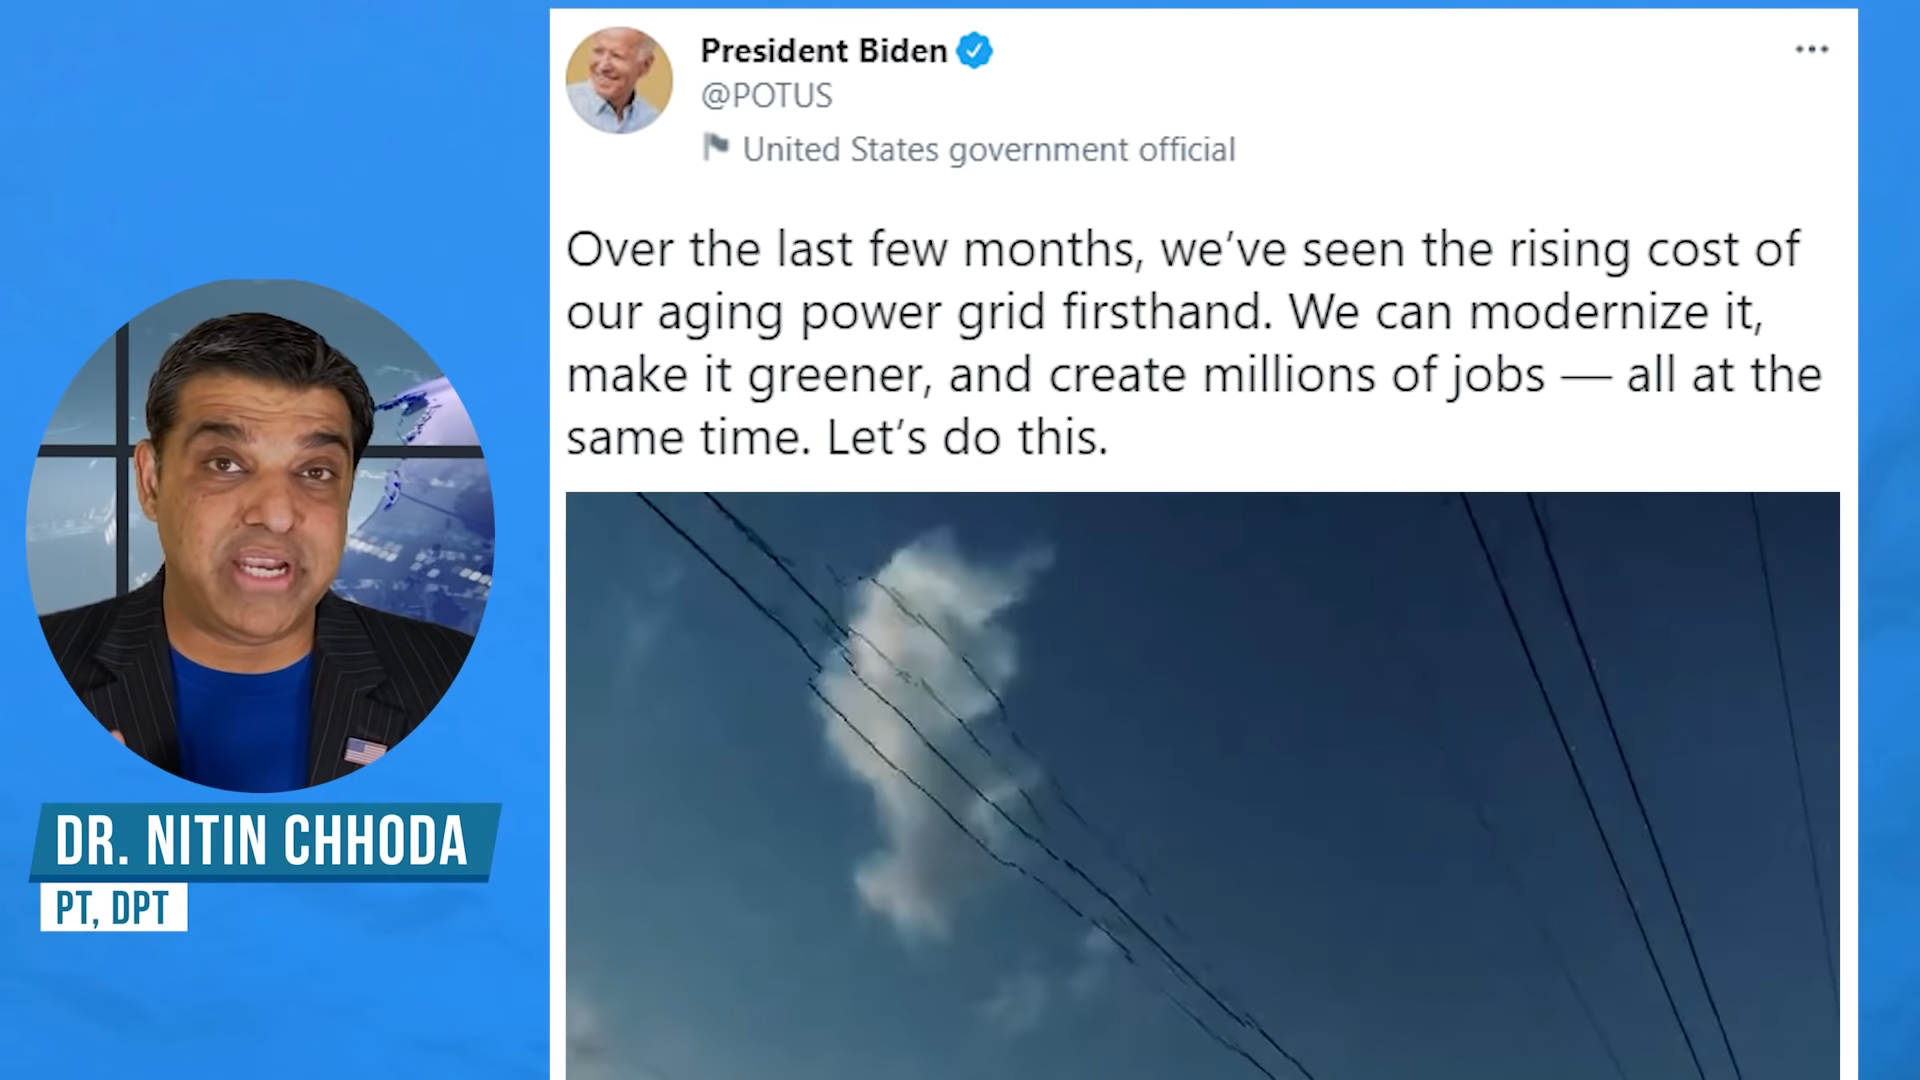 President Biden
@POTUS
United States government official
Over the last few months, we’ve seen the rising cost of
our aging power grid firsthand. We can modernize it,
make it greener, and create millions of jobs — all at the
same time. Let’s do this.
DR. NITIN CHHODA
PT, DPT